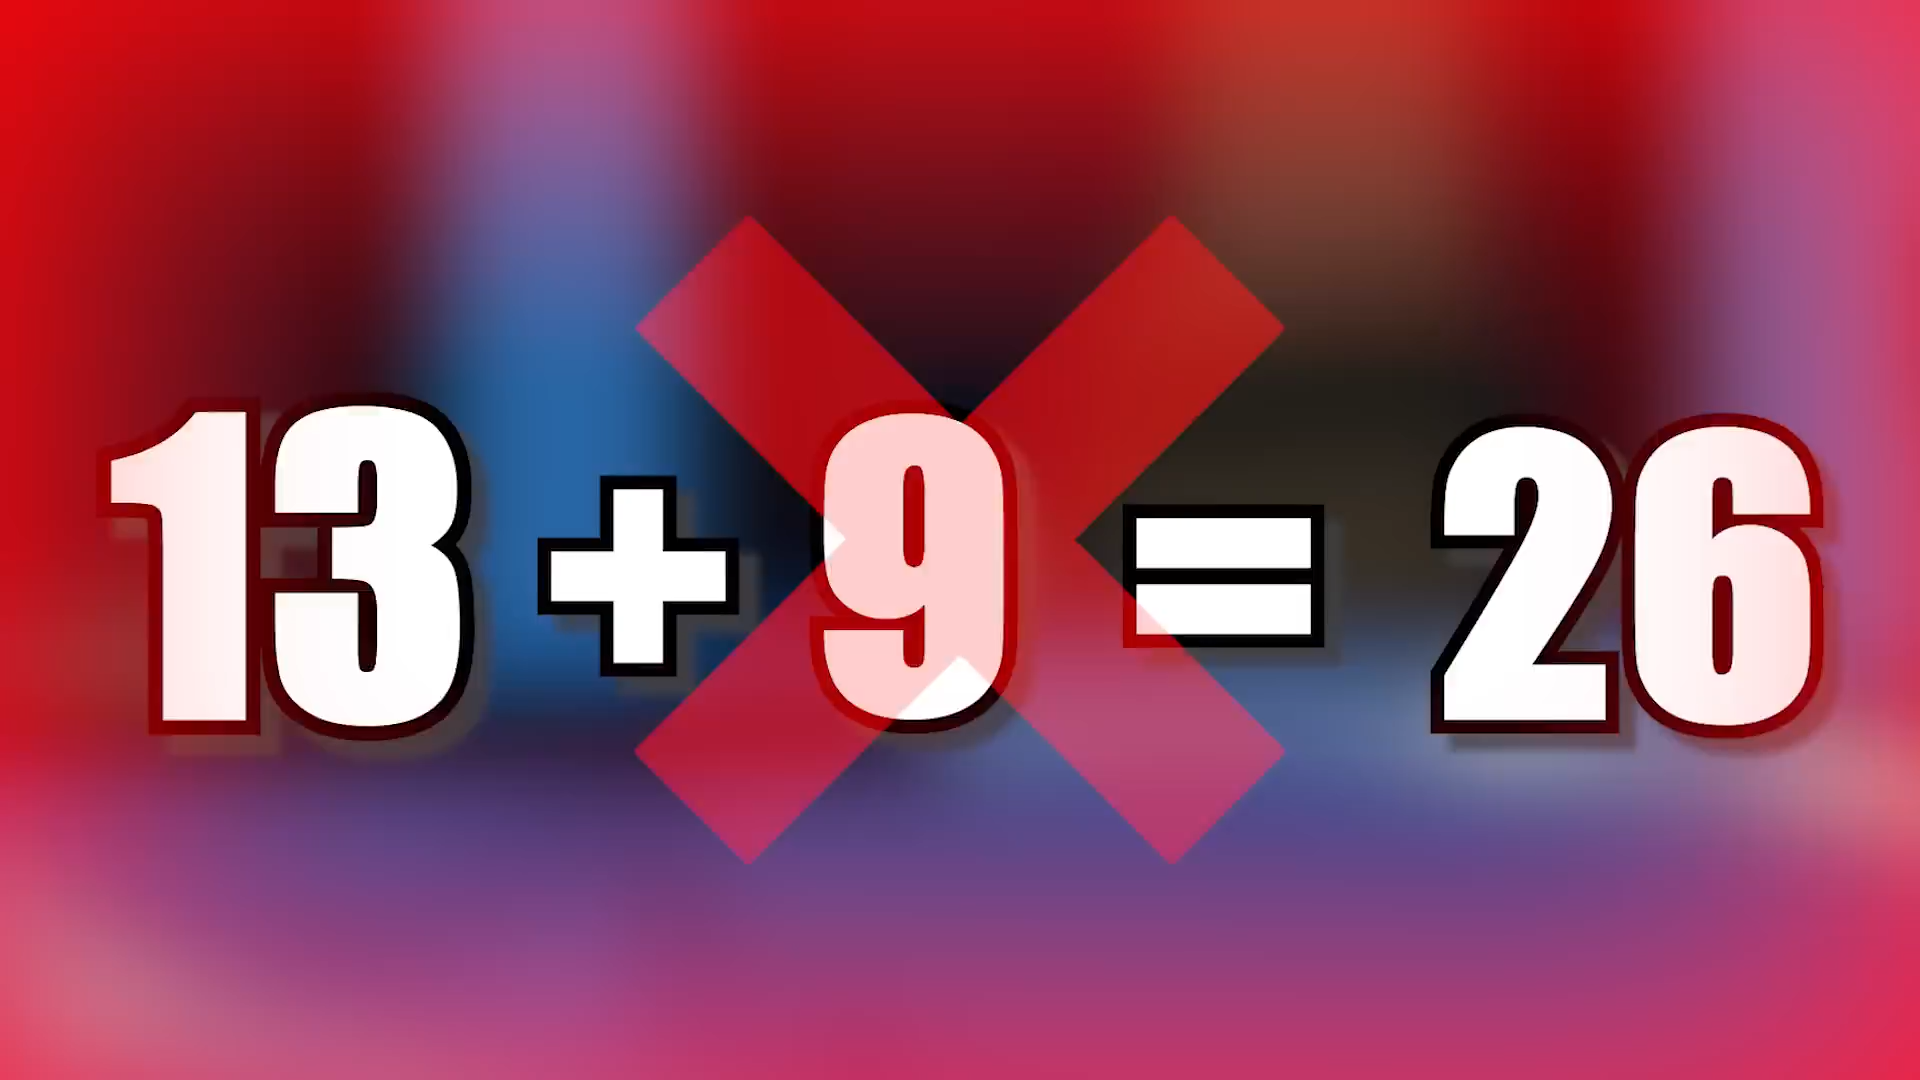 13 + 9 = 26